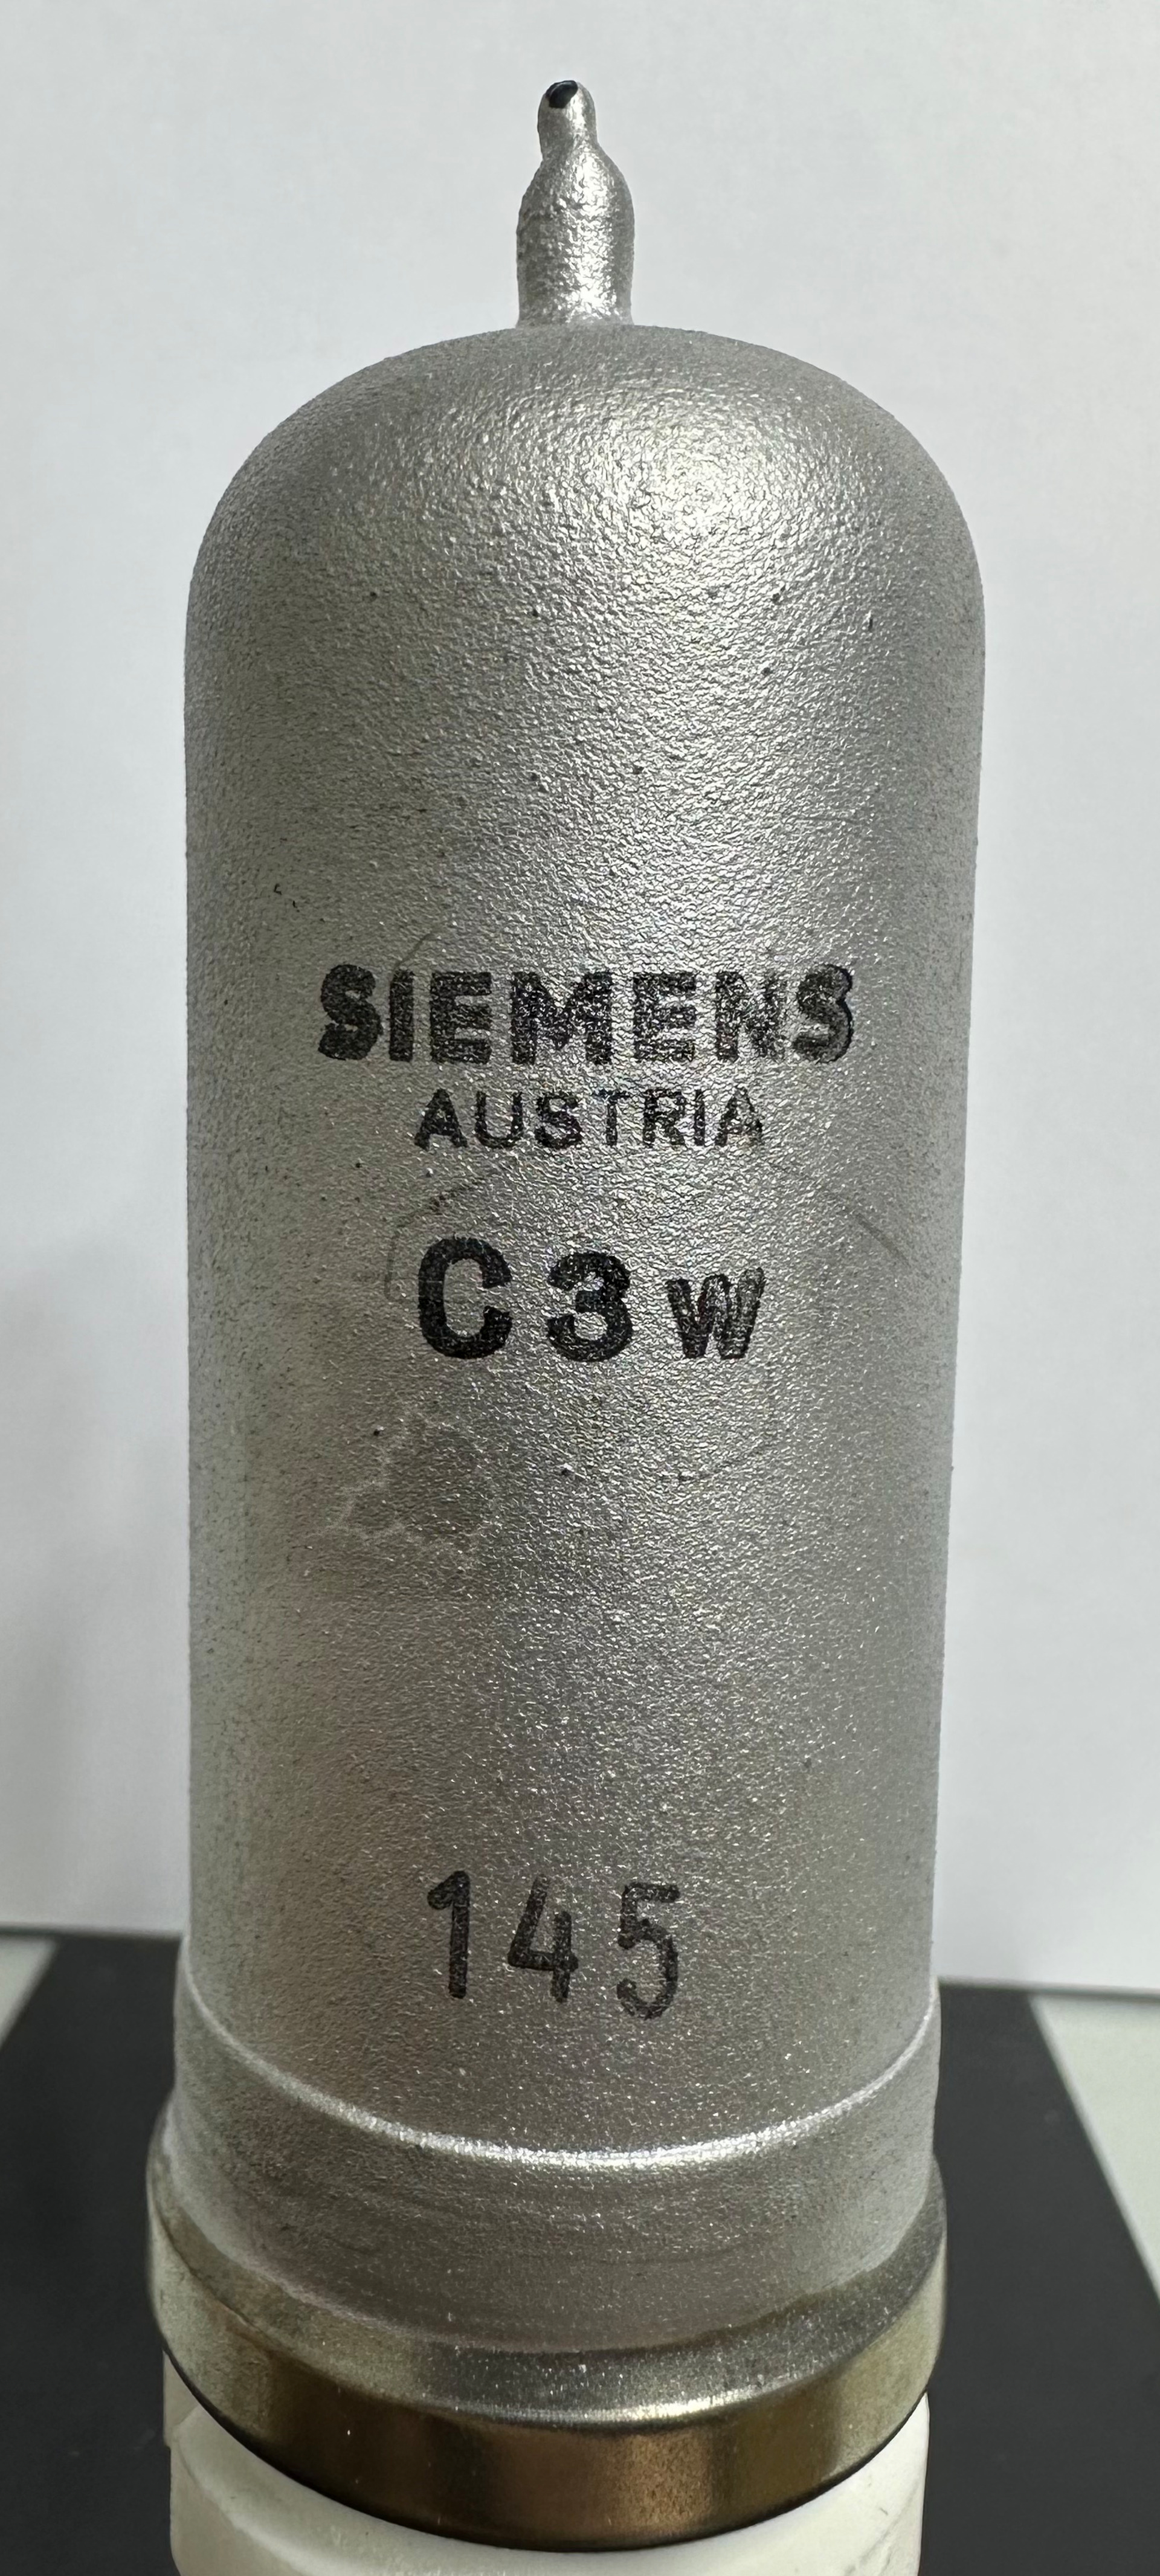 SIEMENS
AUSTRIA
C3w
145